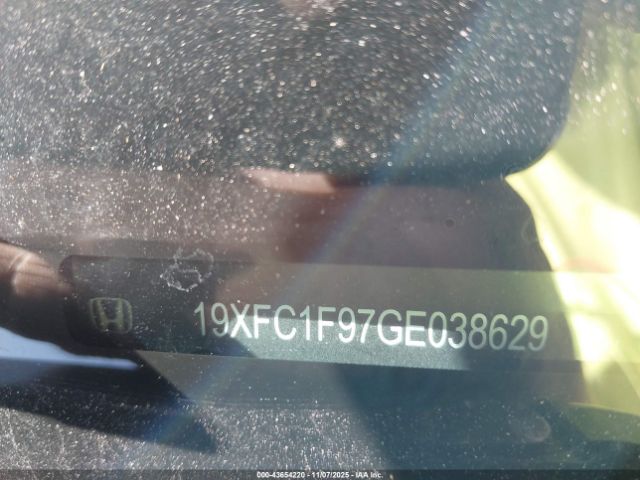 19XFC1F97GE038629
000-43654220 - 11/07/2025 - IAA Inc.